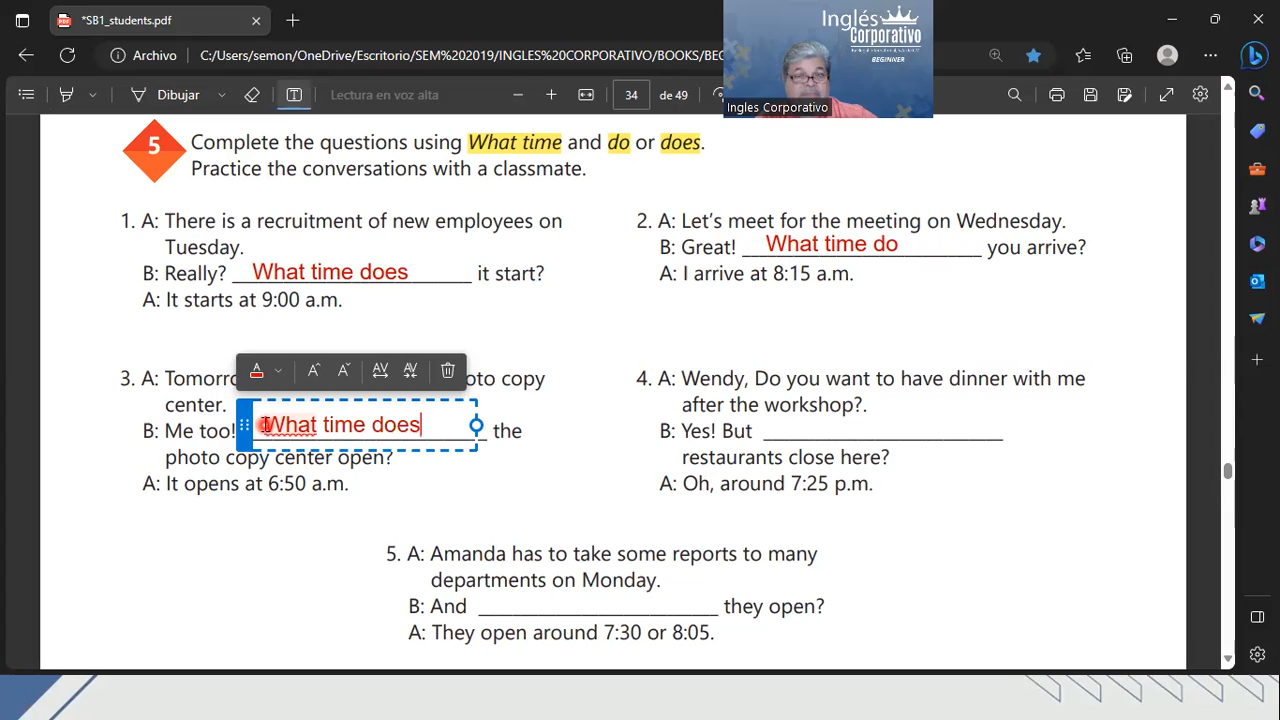 *SB1_students.pdf
Archivo
C:/Users/semon/OneDrive/Escritorio/SEM%202019/INGLES%20CORPORATIVO/BOOKS/BEG
Dibujar
Lectura en voz alta
34
de 49
Inglés
Corporativo
BEGINNER
Ingles Corporativo
5
Complete the questions using What time and do or does.
Practice the conversations with a classmate.
1. A: There is a recruitment of new employees on
Tuesday.
B: Really? What time does it start?
A: It starts at 9:00 a.m.
2. A: Let's meet for the meeting on Wednesday.
B: Great! What time do you arrive?
A: I arrive at 8:15 a.m.
3. A: Tomorro oto copy
center.
B: Me too! What time does the
photo copy center open?
A: It opens at 6:50 a.m.
4. A: Wendy, Do you want to have dinner with me
after the workshop?.
B: Yes! But ______________________
restaurants close here?
A: Oh, around 7:25 p.m.
5. A: Amanda has to take some reports to many
departments on Monday.
B: And ______________________ they open?
A: They open around 7:30 or 8:05.